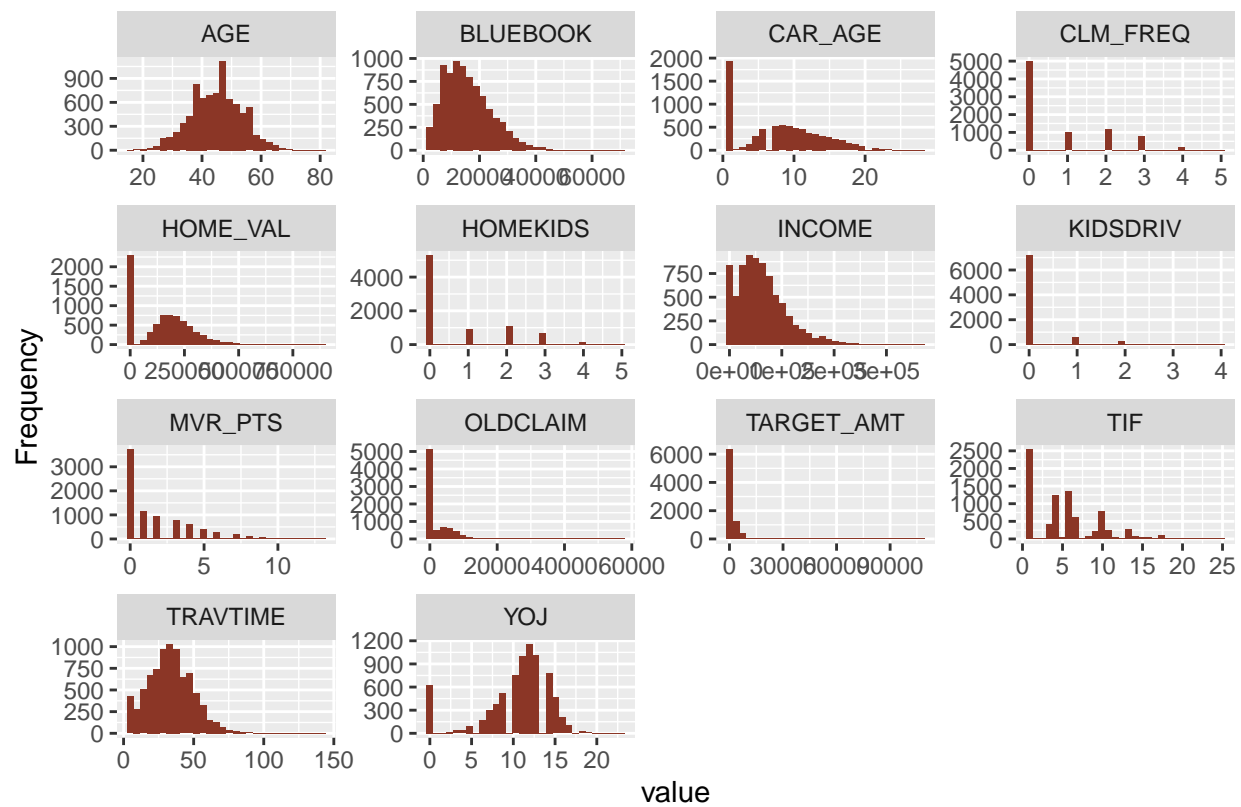 Frequency
AGE
900
600
300
0
20 40 60 80
BLUEBOOK
1000
750
500
250
0
0 20000 40000 60000
CAR_AGE
2000
1500
1000
500
0
0 10 20
CLM_FREQ
5000
4000
3000
2000
1000
0
0 1 2 3 4 5
HOME_VAL
2000
1500
1000
500
0
0 250000 500000 750000
HOMEKIDS
4000
2000
0
0 1 2 3 4 5
INCOME
750
500
250
0
0e+00 1e+05 2e+05 3e+05
KIDSDRIV
6000
4000
2000
0
0 1 2 3 4
MVR_PTS
3000
2000
1000
0
0 5 10
OLDCLAIM
5000
4000
3000
2000
1000
0
0 20000 40000 60000
TARGET_AMT
6000
4000
2000
0
0 30000 60000 90000
TIF
2500
2000
1500
1000
500
0
0 5 10 15 20 25
TRAVTIME
1000
750
500
250
0
0 50 100 150
YOJ
1200
900
600
300
0
0 5 10 15 20
value